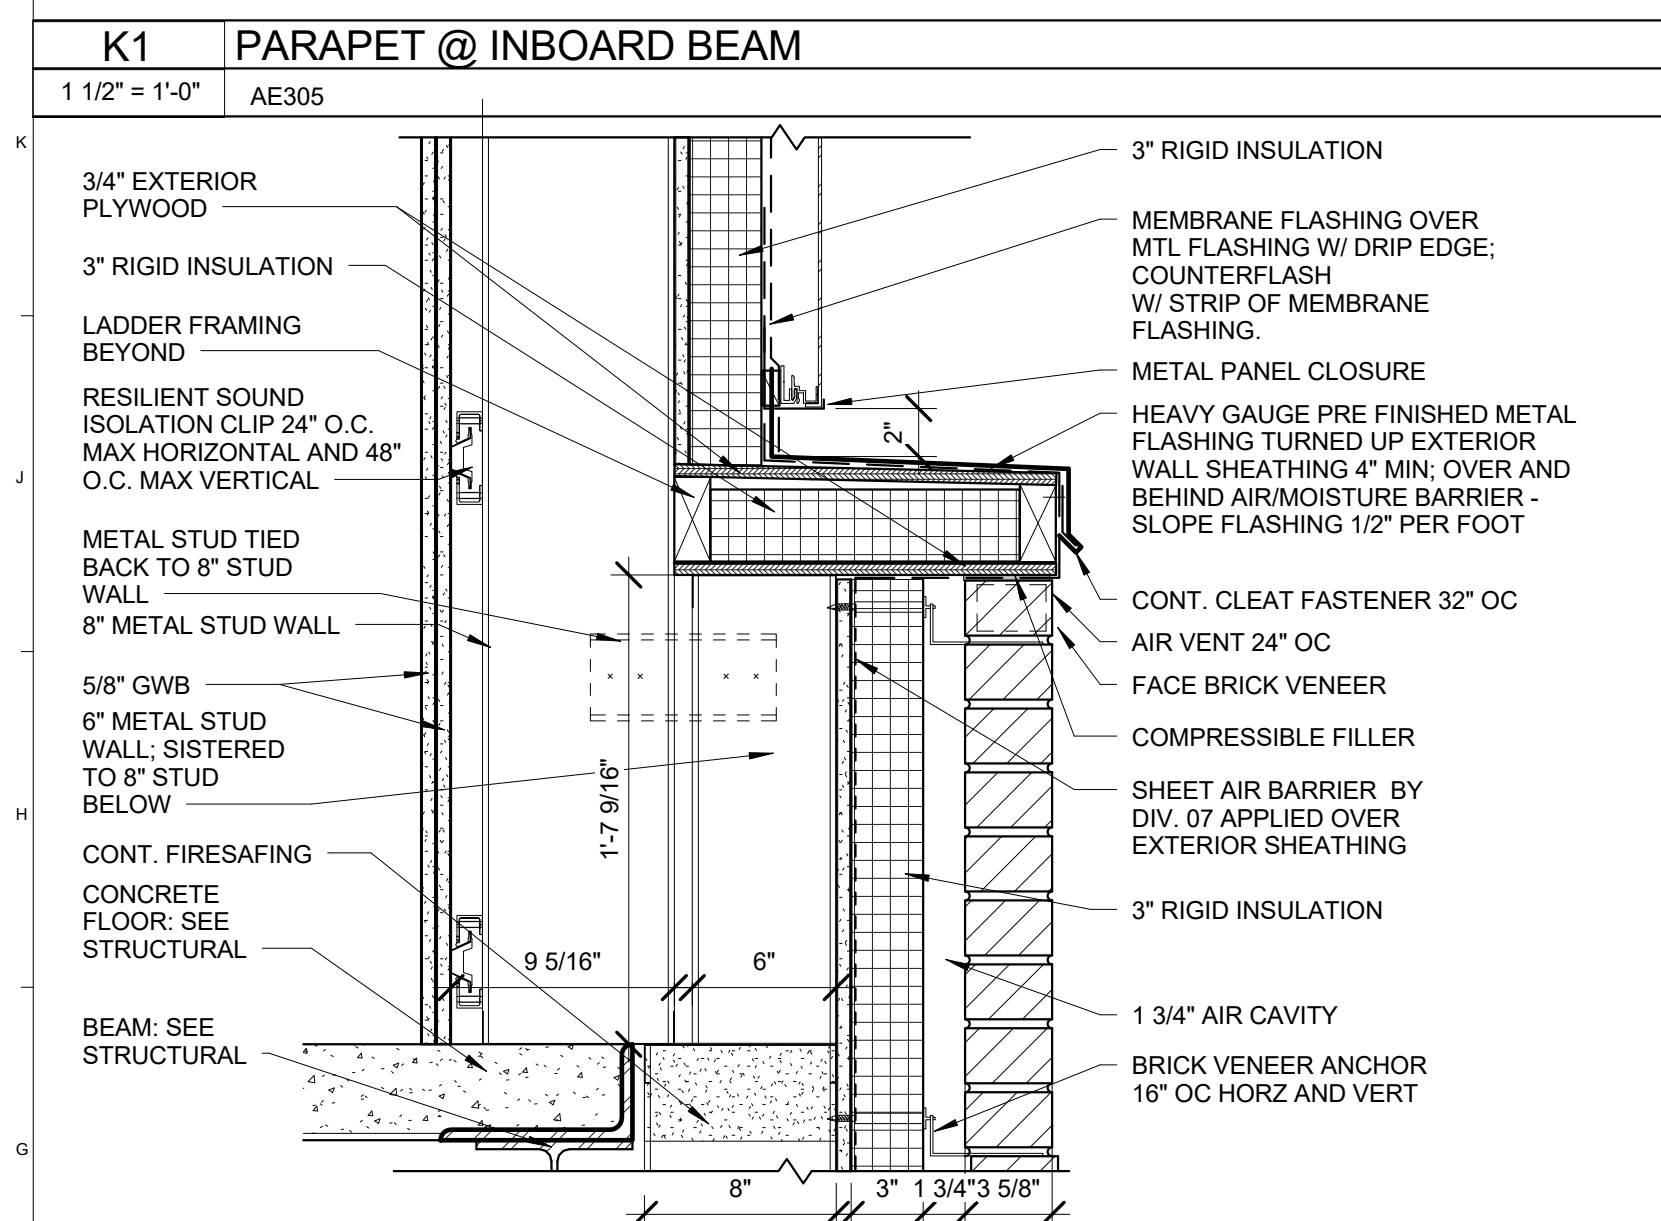 K1
PARAPET @ INBOARD BEAM
1 1/2" = 1'-0"
AE305
K
J
H
G
3/4" EXTERIOR
PLYWOOD
3" RIGID INSULATION
LADDER FRAMING
BEYOND
RESILIENT SOUND
ISOLATION CLIP 24" O.C.
MAX HORIZONTAL AND 48"
O.C. MAX VERTICAL
METAL STUD TIED
BACK TO 8" STUD
WALL
8" METAL STUD WALL
5/8" GWB
6" METAL STUD
WALL; SISTERED
TO 8" STUD
BELOW
CONT. FIRESAFING
CONCRETE
FLOOR: SEE
STRUCTURAL
BEAM: SEE
STRUCTURAL
2"
1'-7 9/16"
9 5/16"
6"
8"
3"
1 3/4"
3 5/8"
3" RIGID INSULATION
MEMBRANE FLASHING OVER
MTL FLASHING W/ DRIP EDGE;
COUNTERFLASH
W/ STRIP OF MEMBRANE
FLASHING.
METAL PANEL CLOSURE
HEAVY GAUGE PRE FINISHED METAL
FLASHING TURNED UP EXTERIOR
WALL SHEATHING 4" MIN; OVER AND
BEHIND AIR/MOISTURE BARRIER -
SLOPE FLASHING 1/2" PER FOOT
CONT. CLEAT FASTENER 32" OC
AIR VENT 24" OC
FACE BRICK VENEER
COMPRESSIBLE FILLER
SHEET AIR BARRIER  BY
DIV. 07 APPLIED OVER
EXTERIOR SHEATHING
3" RIGID INSULATION
1 3/4" AIR CAVITY
BRICK VENEER ANCHOR
16" OC HORZ AND VERT